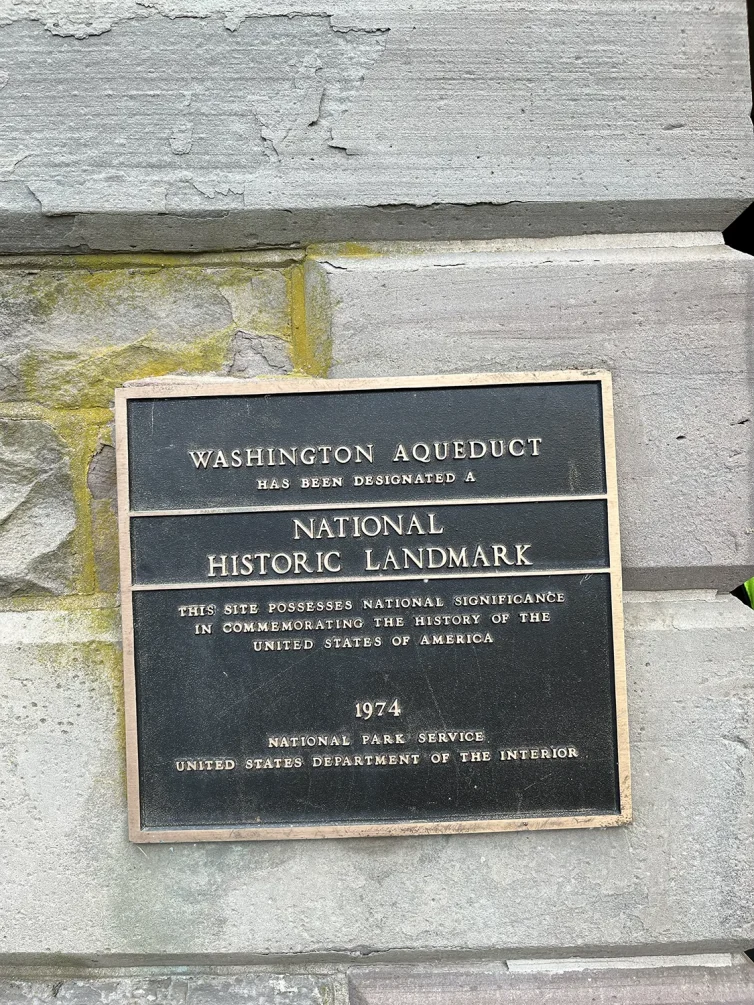 WASHINGTON AQUEDUCT
HAS BEEN DESIGNATED A
NATIONAL
HISTORIC LANDMARK
THIS SITE POSSESSES NATIONAL SIGNIFICANCE
IN COMMEMORATING THE HISTORY OF THE
UNITED STATES OF AMERICA
1974
NATIONAL PARK SERVICE
UNITED STATES DEPARTMENT OF THE INTERIOR